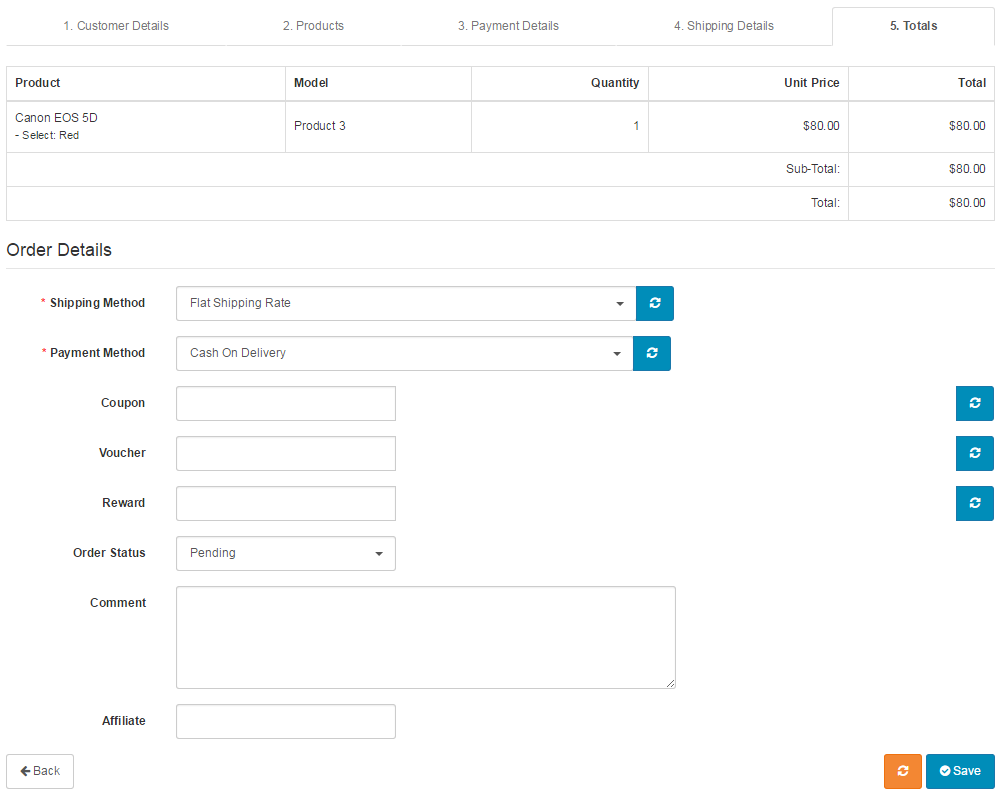 1. Customer Details 2. Products 3. Payment Details 4. Shipping Details 5. Totals
Product Model Quantity Unit Price Total
Canon EOS 5D
- Select: Red
Product 3 1 $80.00 $80.00
Sub-Total: $80.00
Total: $80.00
Order Details
* Shipping Method Flat Shipping Rate
* Payment Method Cash On Delivery
Coupon
Voucher
Reward
Order Status Pending
Comment
Affiliate
Back Save